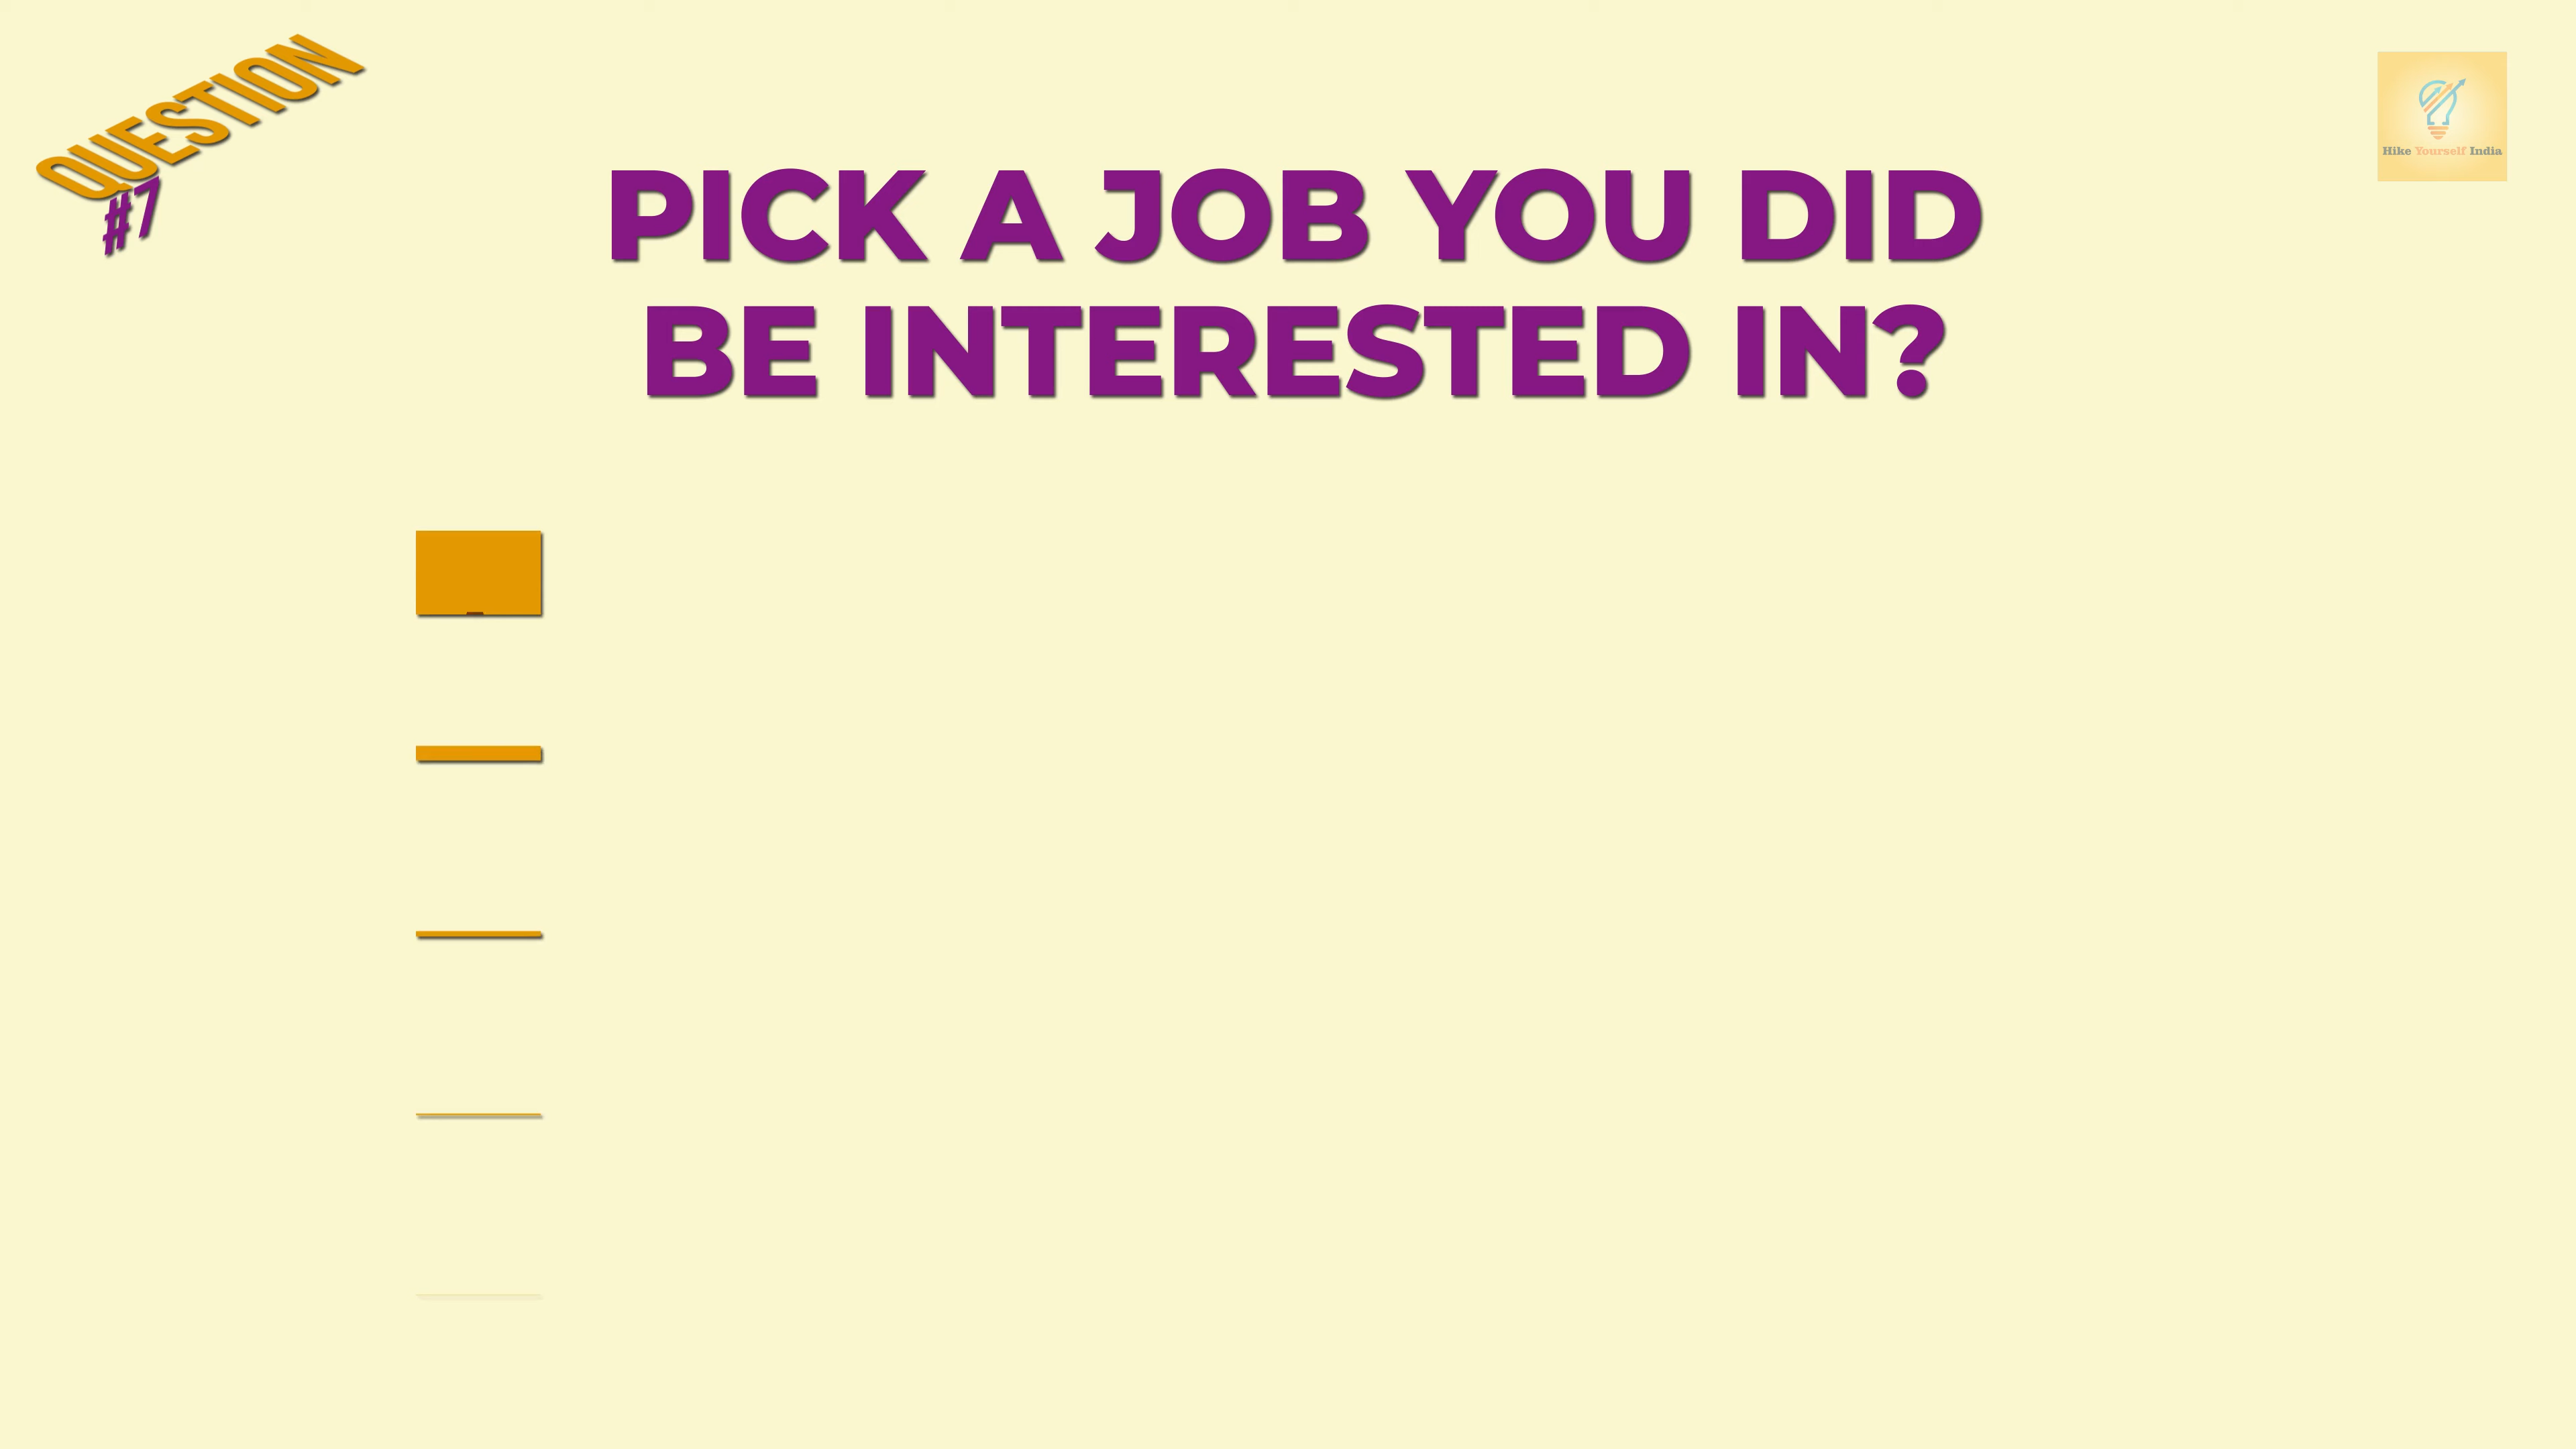 QUESTION
#7
Hike Yourself India
PICK A JOB YOU DID
BE INTERESTED IN?